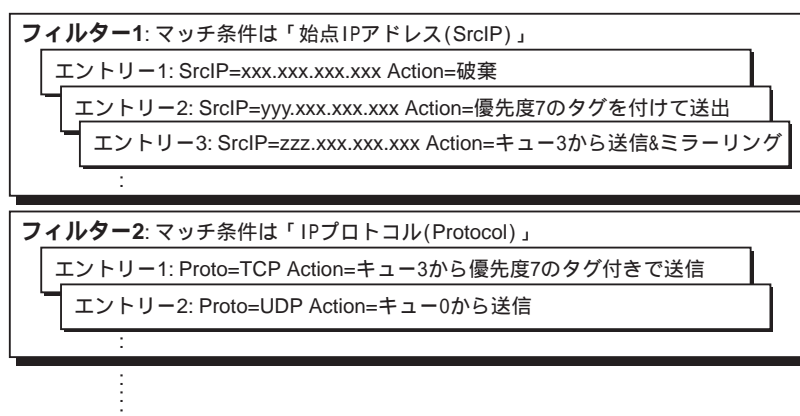 フィルター1: マッチ条件は「始点IPアドレス(SrcIP)」
エントリー1: SrcIP=xxx.xxx.xxx.xxx Action=破棄
エントリー2: SrcIP=yyy.xxx.xxx.xxx Action=優先度7のタグを付けて送出
エントリー3: SrcIP=zzz.xxx.xxx.xxx Action=キュー3から送信&ミラーリング
:
フィルター2: マッチ条件は「IPプロトコル(Protocol)」
エントリー1: Proto=TCP Action=キュー3から優先度7のタグ付きで送信
エントリー2: Proto=UDP Action=キュー0から送信
:
:
: